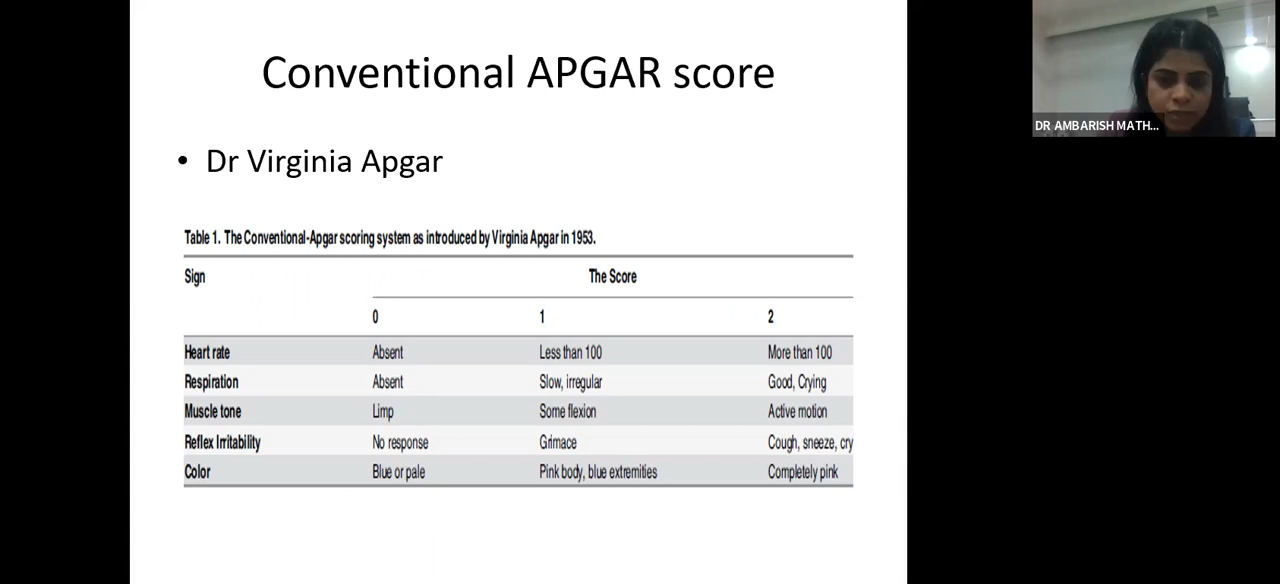 Conventional APGAR score
• Dr Virginia Apgar
Table 1. The Conventional-Apgar scoring system as introduced by Virginia Apgar in 1953.
Sign The Score
0 1 2
Heart rate Absent Less than 100 More than 100
Respiration Absent Slow, irregular Good, Crying
Muscle tone Limp Some flexion Active motion
Reflex Irritability No response Grimace Cough, sneeze, cry
Color Blue or pale Pink body, blue extremities Completely pink
DR AMBARISH MATH...